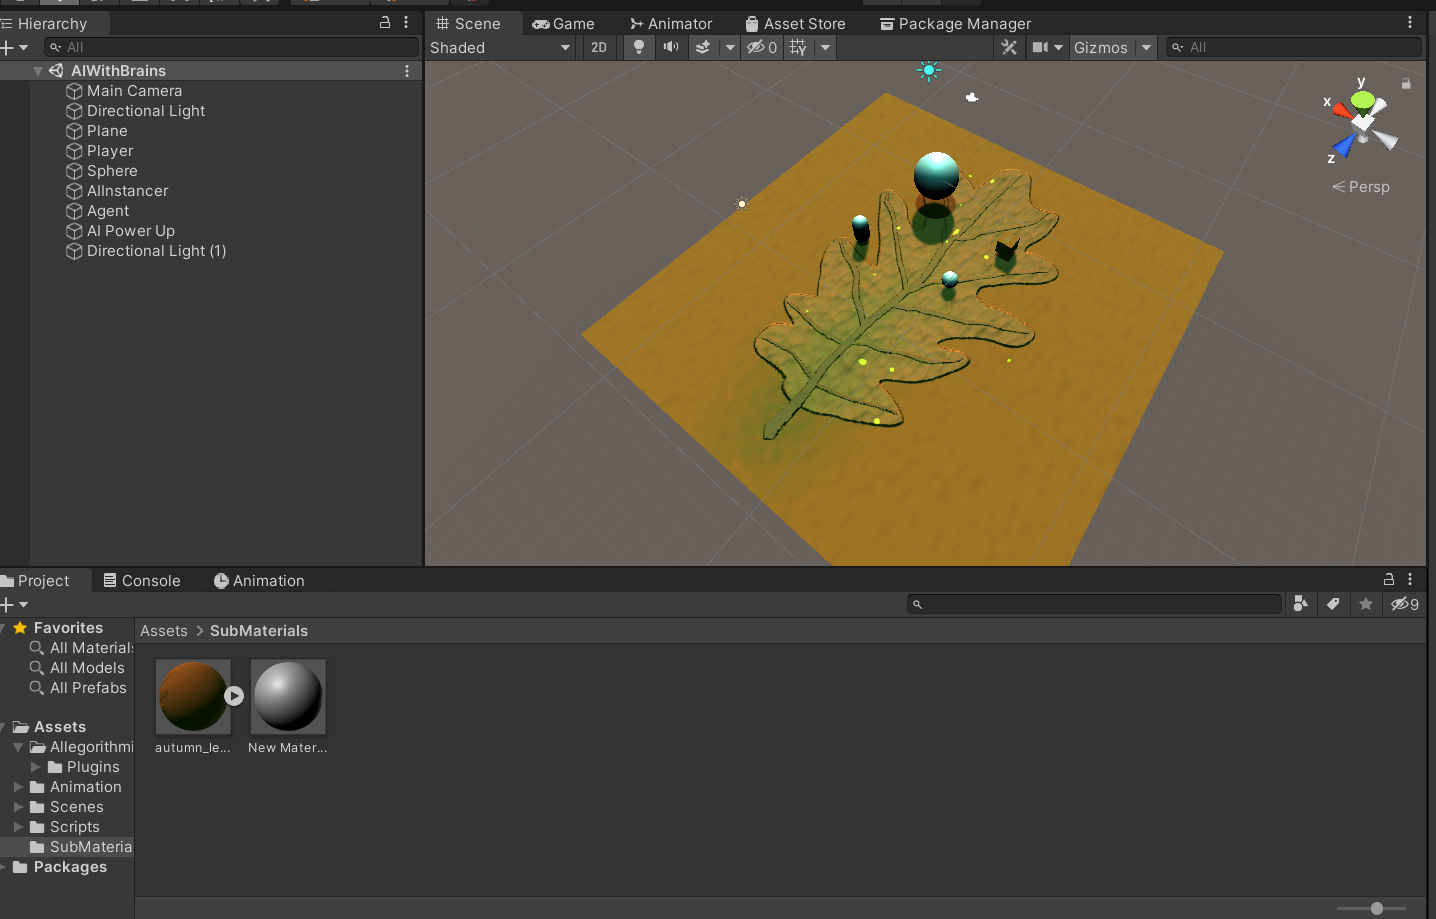 Hierarchy
All
AIWithBrains
Main Camera
Directional Light
Plane
Player
Sphere
AIInstancer
Agent
AI Power Up
Directional Light (1)
Scene Game Animator Asset Store Package Manager
Shaded 2D 0 Gizmos All
y
x
z
Persp
Project Console Animation
9
Favorites
All Materials
All Models
All Prefabs
Assets
Allegorithmi
Plugins
Animation
Scenes
Scripts
SubMateria
Packages
Assets > SubMaterials
autumn_le... New Mater...